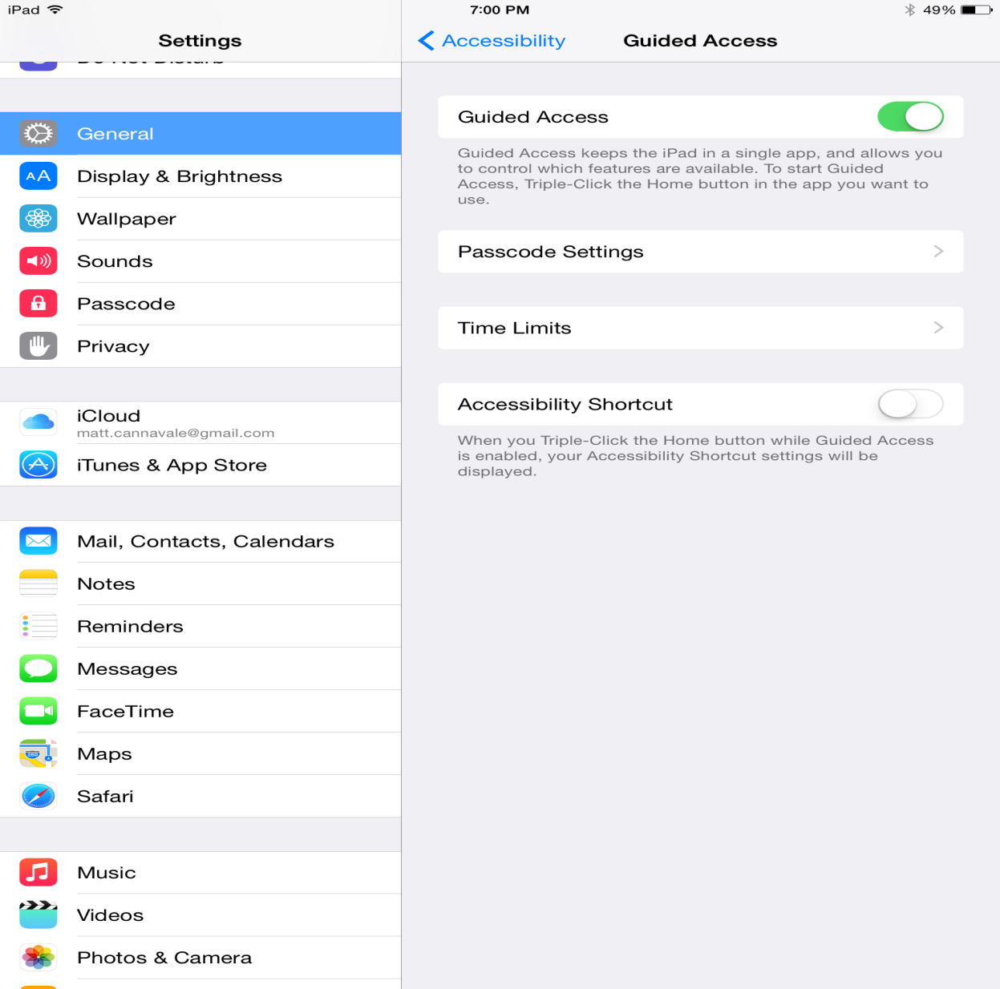 iPad
7:00 PM
49%
Settings
Do Not Disturb
General
AA
Display & Brightness
Wallpaper
Sounds
Passcode
Privacy
iCloud
matt.cannavale@gmail.com
iTunes & App Store
Mail, Contacts, Calendars
Notes
Reminders
Messages
FaceTime
280
Maps
Safari
Music
Videos
Photos & Camera
Accessibility
Guided Access
Guided Access
Guided Access keeps the iPad in a single app, and allows you
to control which features are available. To start Guided
Access, Triple-Click the Home button in the app you want to
use.
Passcode Settings
Time Limits
Accessibility Shortcut
When you Triple-Click the Home button while Guided Access
is enabled, your Accessibility Shortcut settings will be
displayed.